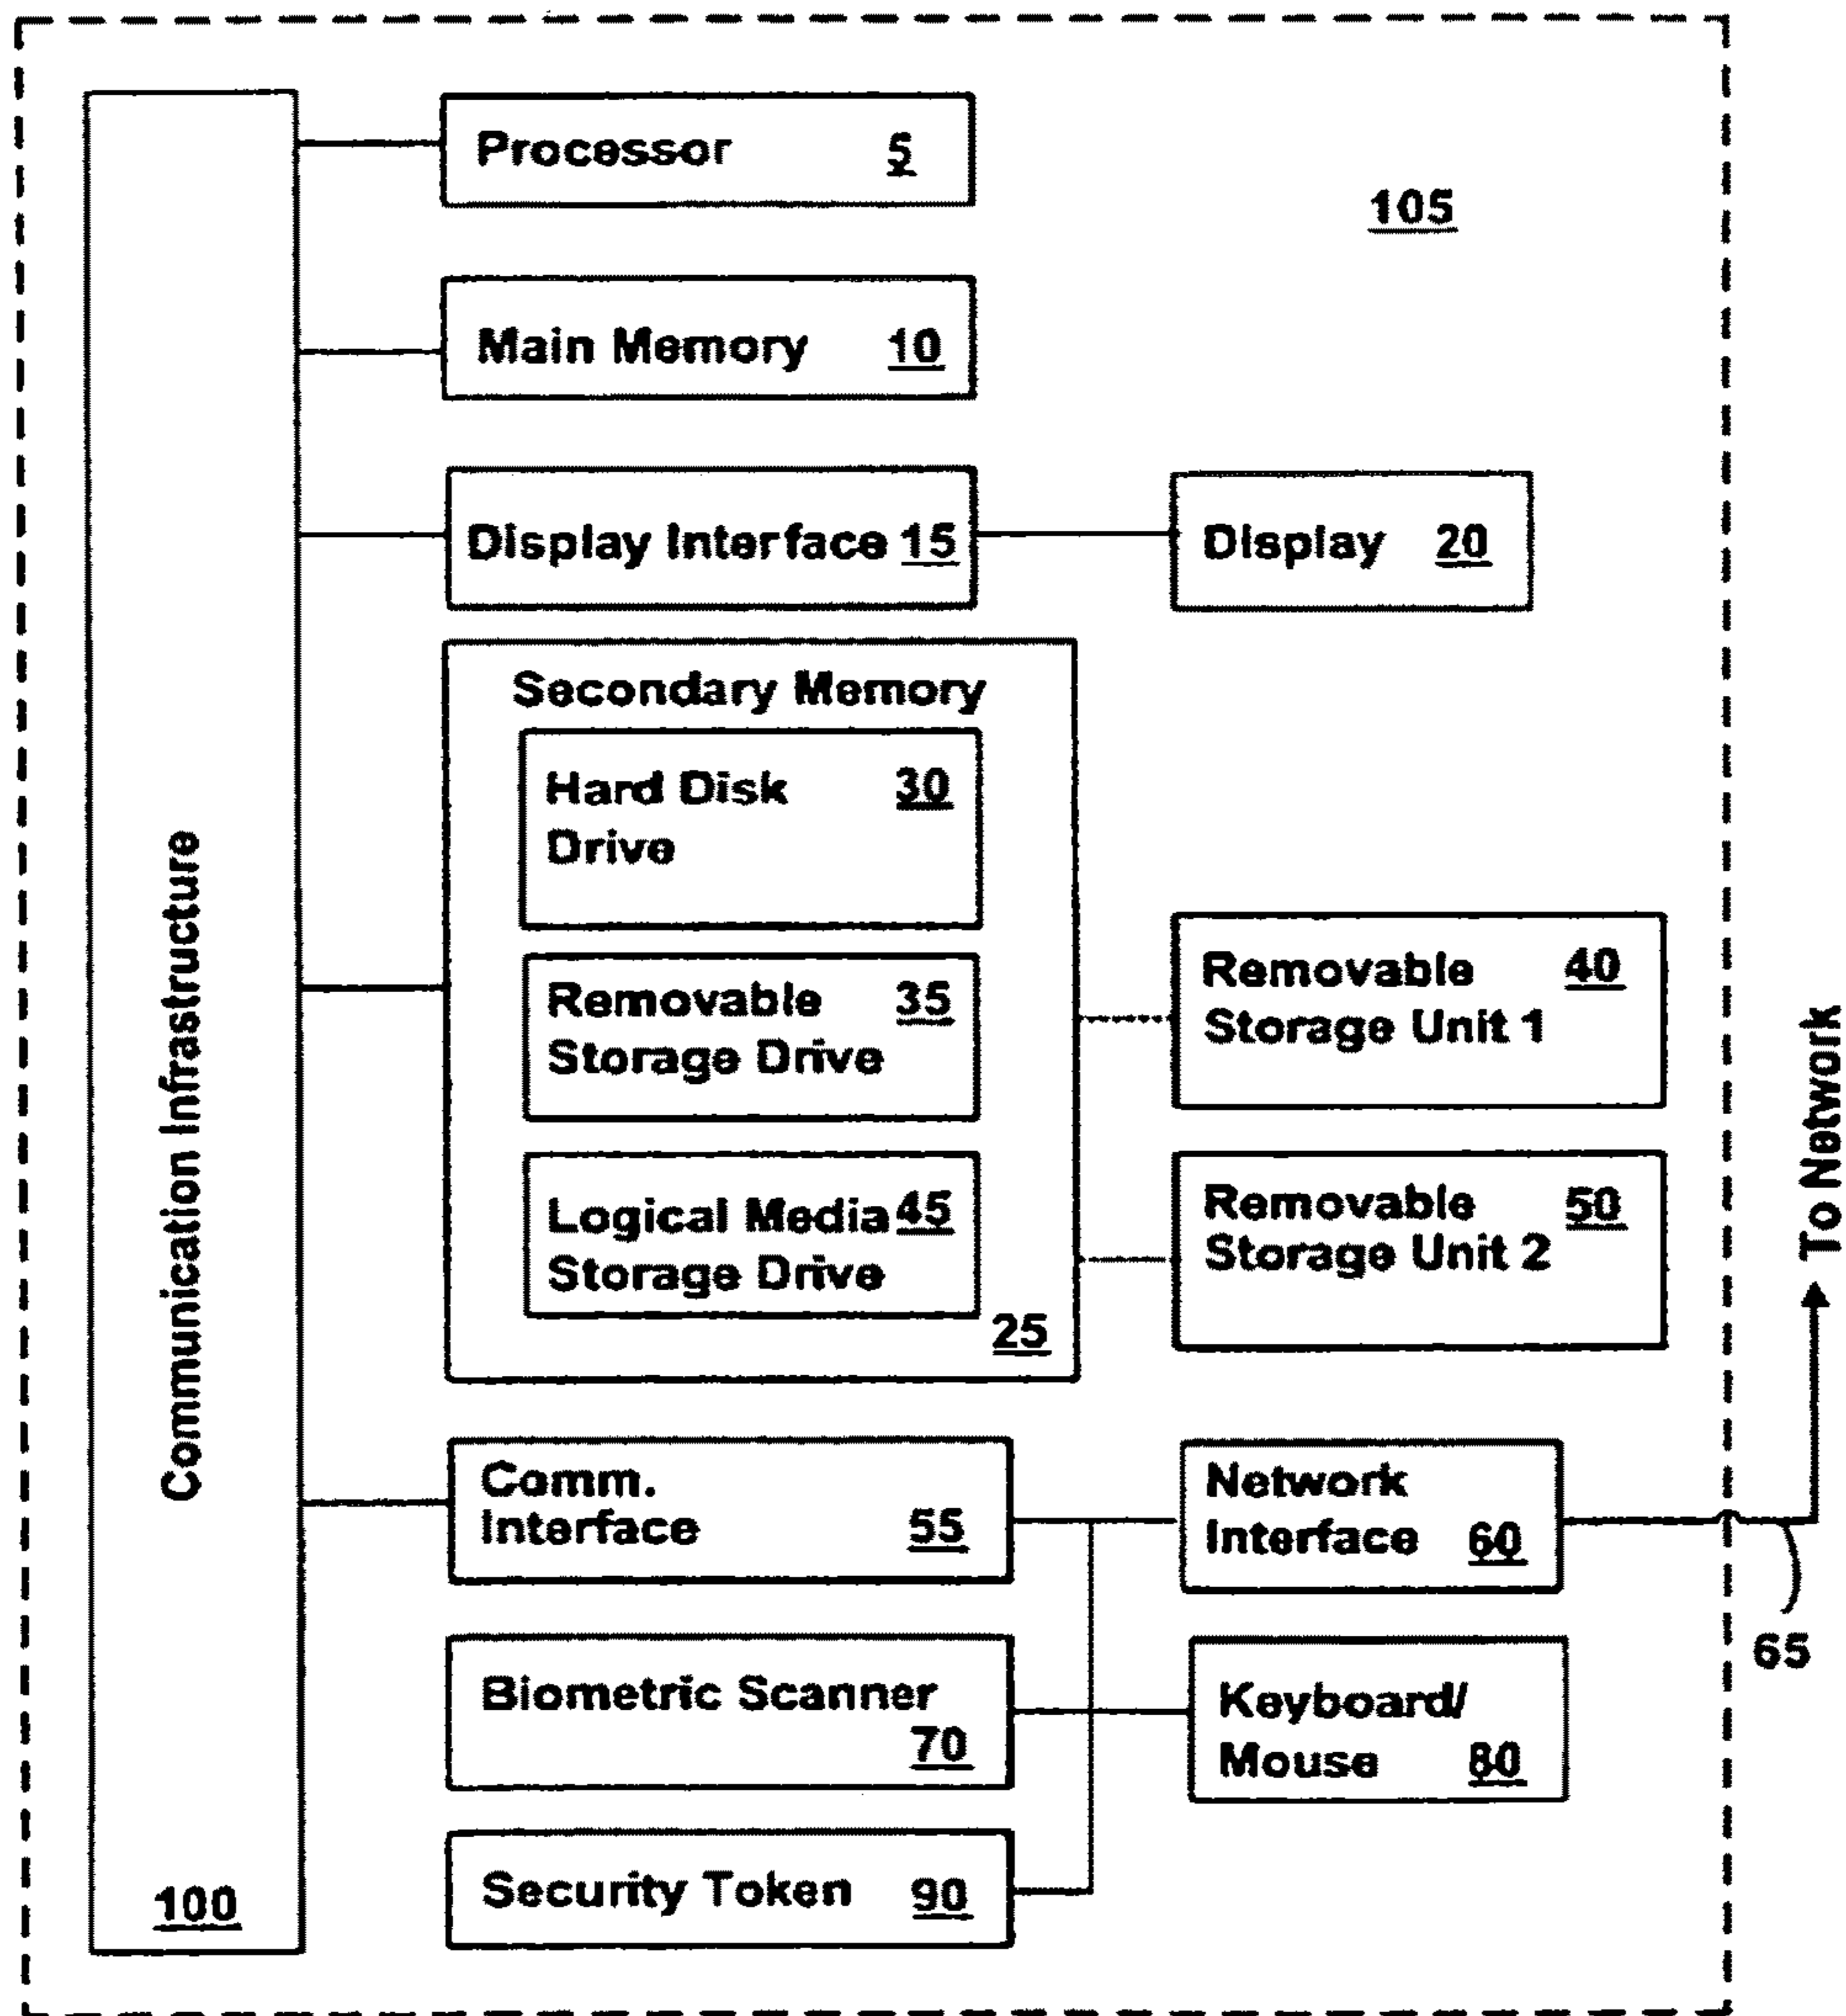 Processor 5
105
Main Memory 10
Display Interface 15
Display 20
Secondary Memory
Hard Disk 30
Drive
Removable 35
Storage Drive
Logical Media 45
Storage Drive
25
Removable 40
Storage Unit 1
Removable 50
Storage Unit 2
Communication Infrastructure
100
To Network
Comm.
Interface 55
Network
Interface 60
65
Biometric Scanner
70
Keyboard/
Mouse 80
Security Token 90